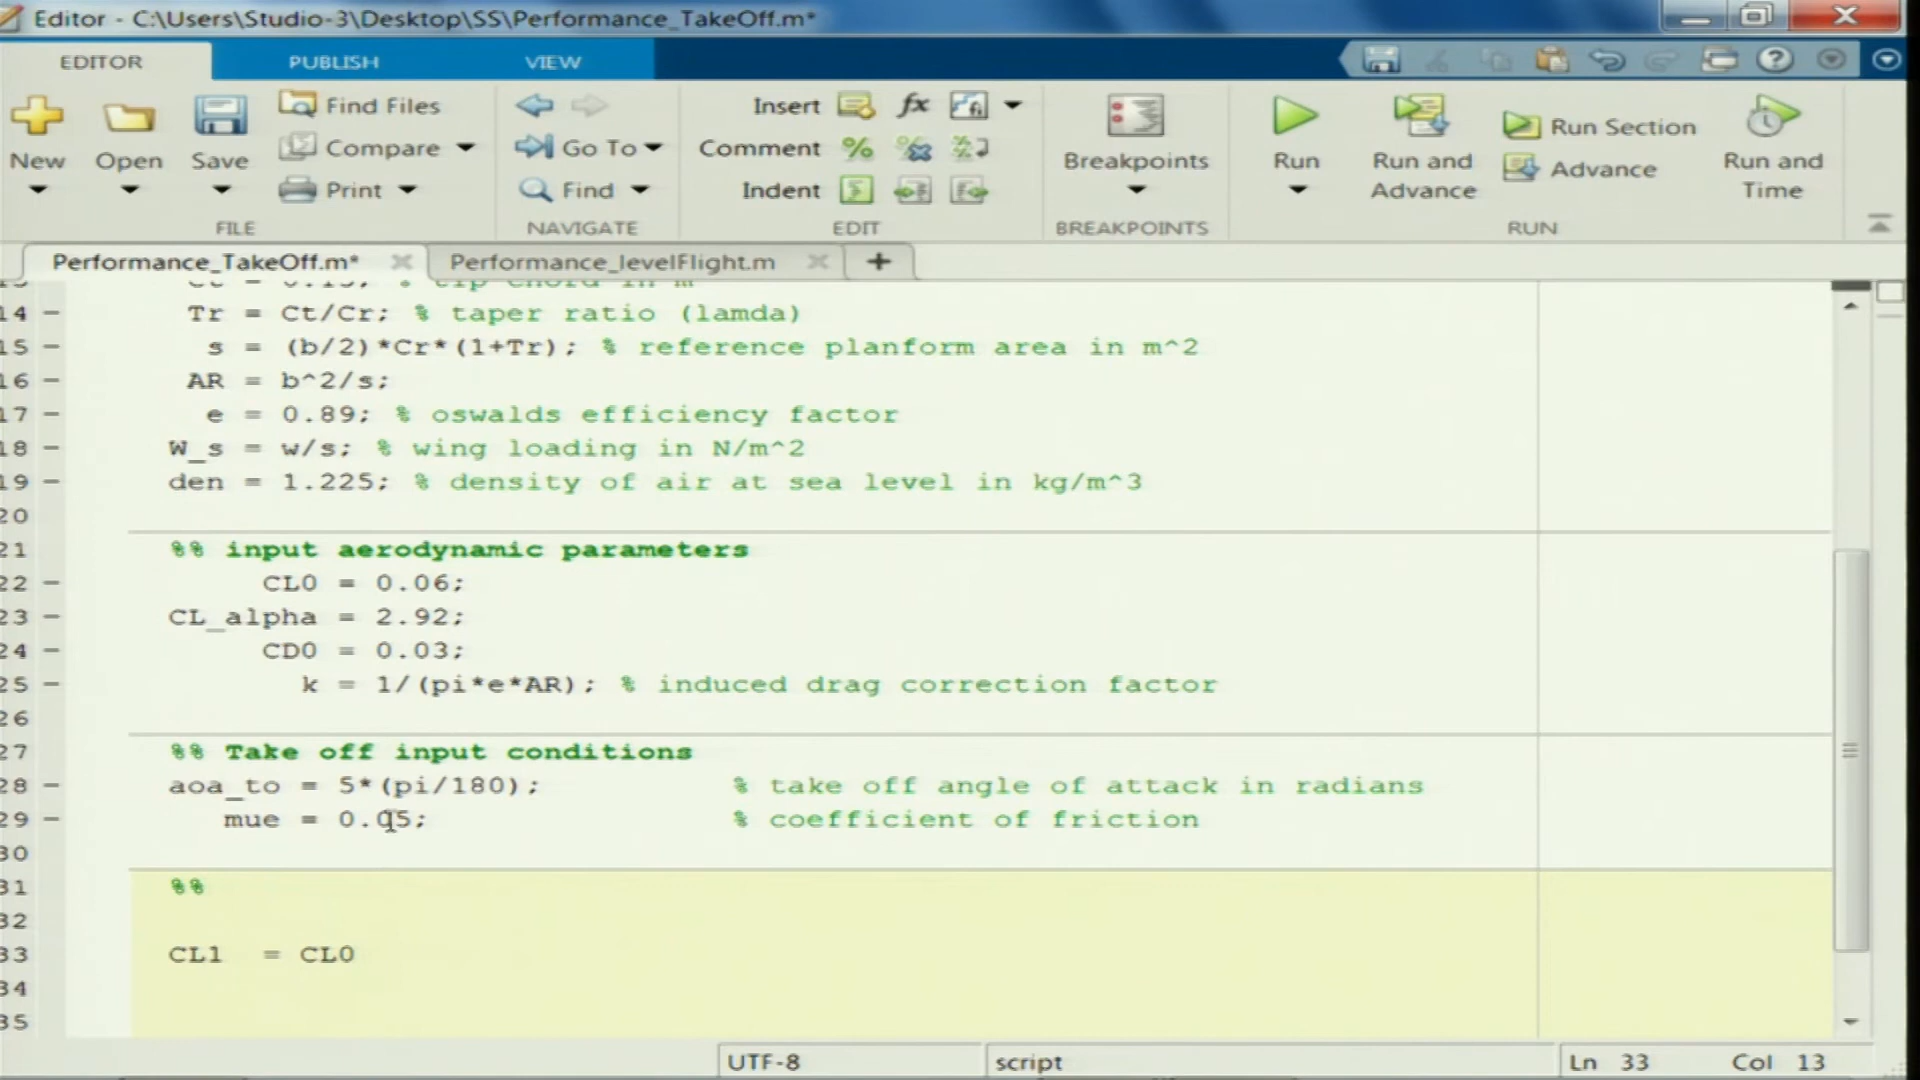 Editor - C:\Users\Studio-3\Desktop\SS\Performance_TakeOff.m*
EDITOR PUBLISH VIEW
New Open Save Find Files Compare Print FILE
Go To Find NAVIGATE
Insert fx Comment Indent EDIT
Breakpoints BREAKPOINTS
Run Run and Advance Run Section Advance Run and Time RUN
Performance_TakeOff.m* Performance_levelFlight.m +
14 - Tr = Ct/Cr; % taper ratio (lamda)
15 - s = (b/2)*Cr*(1+Tr); % reference planform area in m^2
16 - AR = b^2/s;
17 - e = 0.89; % oswalds efficiency factor
18 - W_s = w/s; % wing loading in N/m^2
19 - den = 1.225; % density of air at sea level in kg/m^3
20
21 %% input aerodynamic parameters
22 - CL0 = 0.06;
23 - CL_alpha = 2.92;
24 - CD0 = 0.03;
25 - k = 1/(pi*e*AR); % induced drag correction factor
26
27 %% Take off input conditions
28 - aoa_to = 5*(pi/180); % take off angle of attack in radians
29 - mue = 0.05; % coefficient of friction
30
31 %%
32
33 CL1 = CL0
34
35
UTF-8 script Ln 33 Col 13